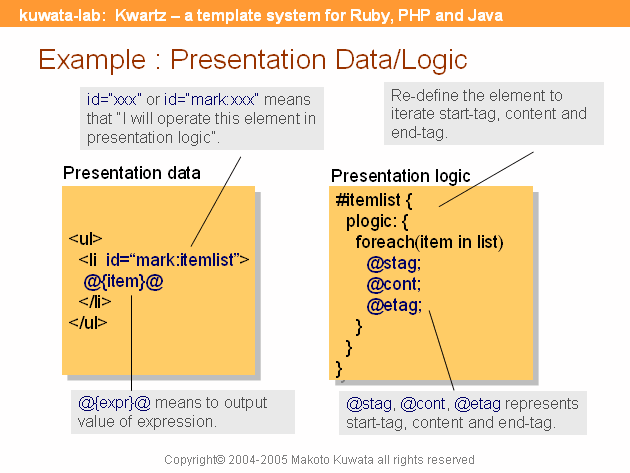 kuwata-lab: Kwartz – a template system for Ruby, PHP and Java
Example : Presentation Data/Logic
id=“xxx” or id=“mark:xxx” means
that “I will operate this element in
presentation logic”.
Re-define the element to
iterate start-tag, content and
end-tag.
Presentation data
<ul>
<li id=“mark:itemlist”>
@{item}@
</li>
</ul>
Presentation logic
#itemlist {
plogic: {
foreach(item in list)
@stag;
@cont;
@etag;
}
}
}
@{expr}@ means to output
value of expression.
@stag, @cont, @etag represents
start-tag, content and end-tag.
Copyright© 2004-2005 Makoto Kuwata all rights reserved